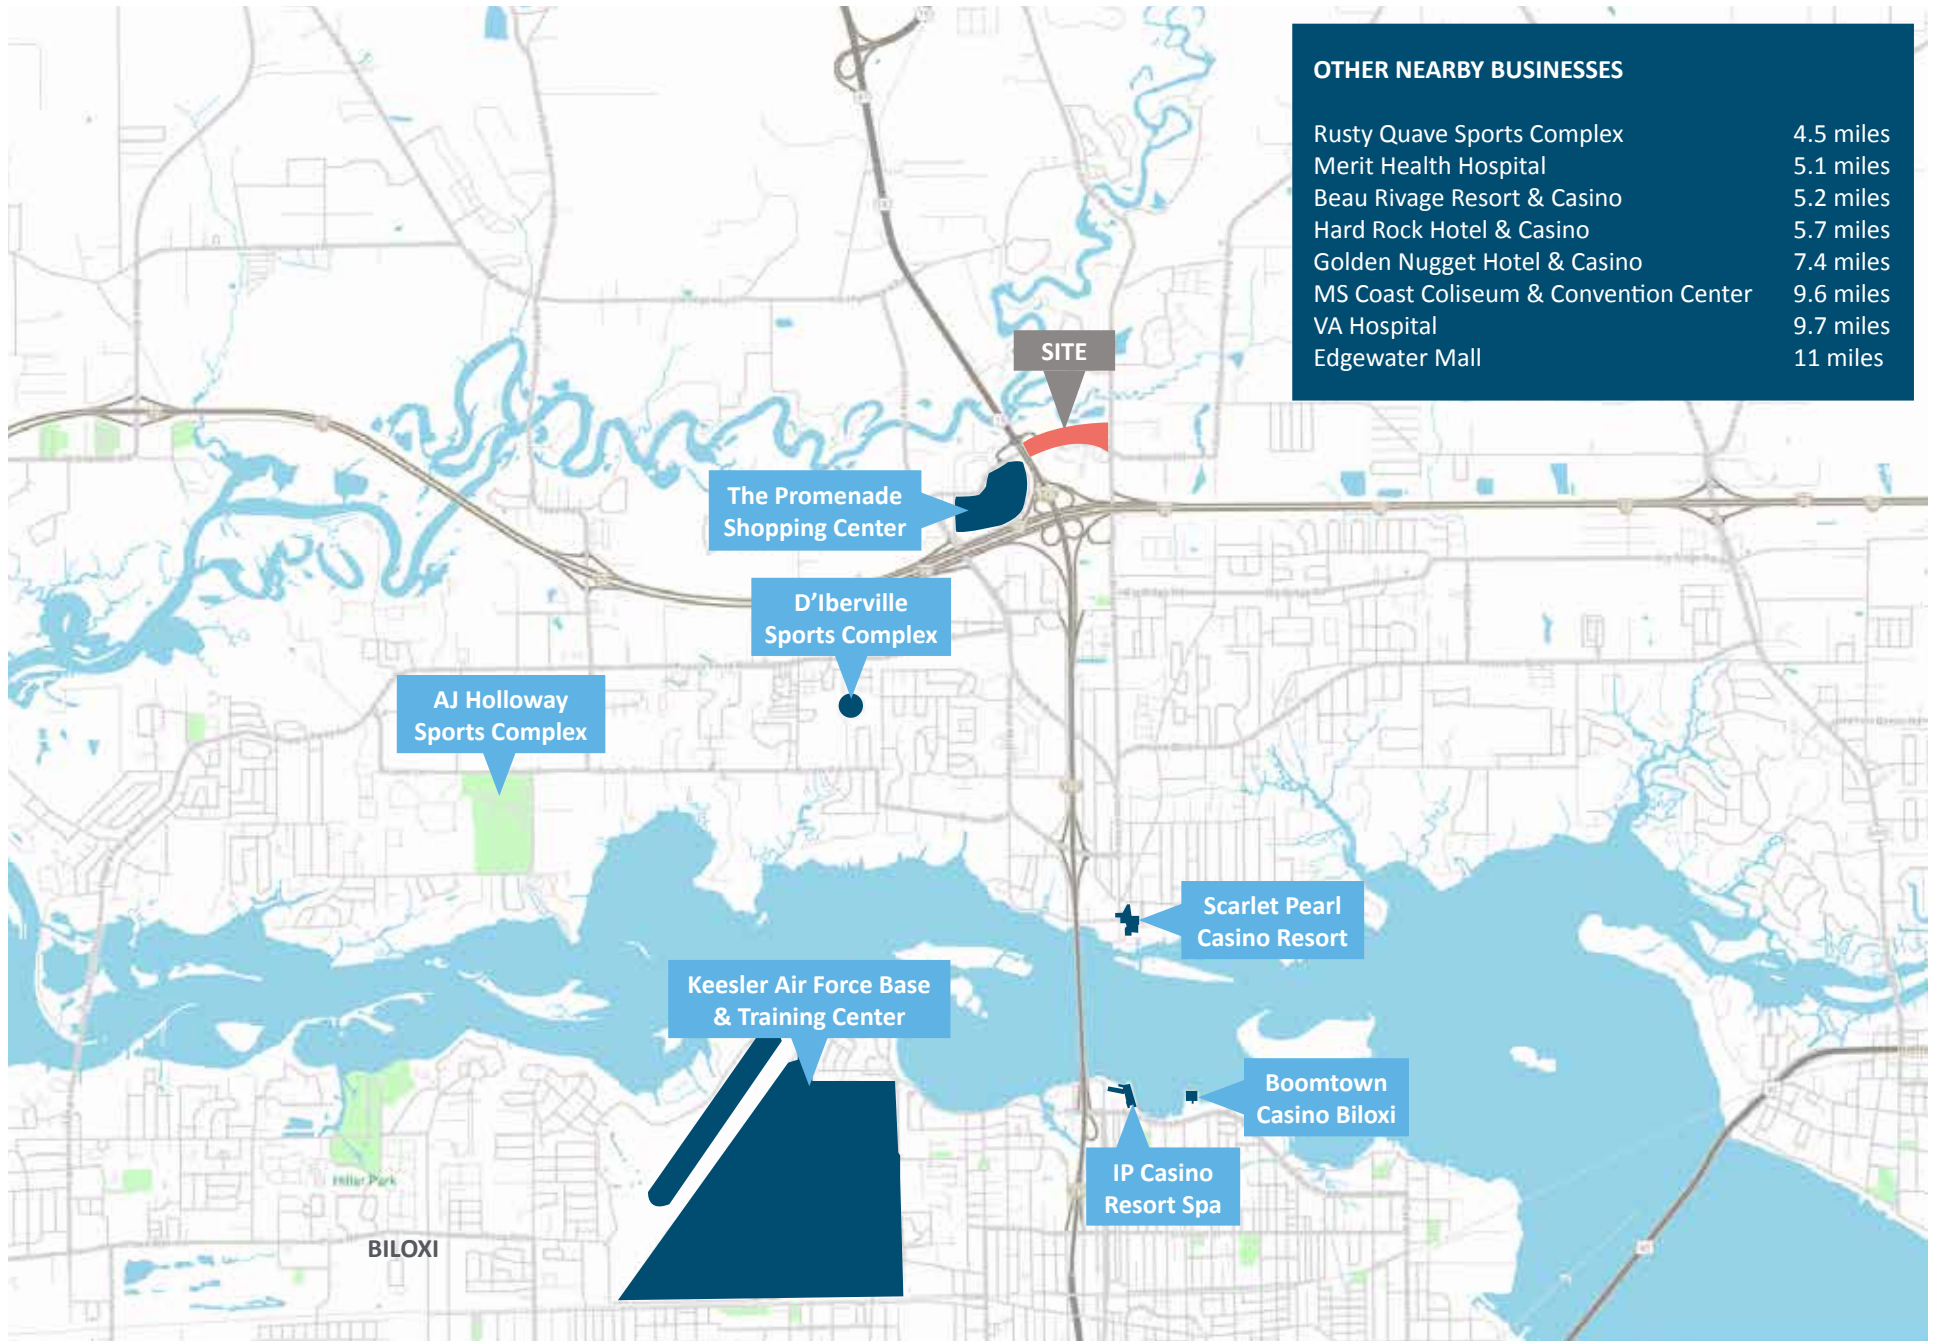 OTHER NEARBY BUSINESSES
Rusty Quave Sports Complex 4.5 miles
Merit Health Hospital 5.1 miles
Beau Rivage Resort & Casino 5.2 miles
Hard Rock Hotel & Casino 5.7 miles
Golden Nugget Hotel & Casino 7.4 miles
MS Coast Coliseum & Convention Center 9.6 miles
VA Hospital 9.7 miles
Edgewater Mall 11 miles
SITE
The Promenade
Shopping Center
D’Iberville
Sports Complex
AJ Holloway
Sports Complex
Scarlet Pearl
Casino Resort
Keesler Air Force Base
& Training Center
Boomtown
Casino Biloxi
IP Casino
Resort Spa
Hiller Park
BILOXI